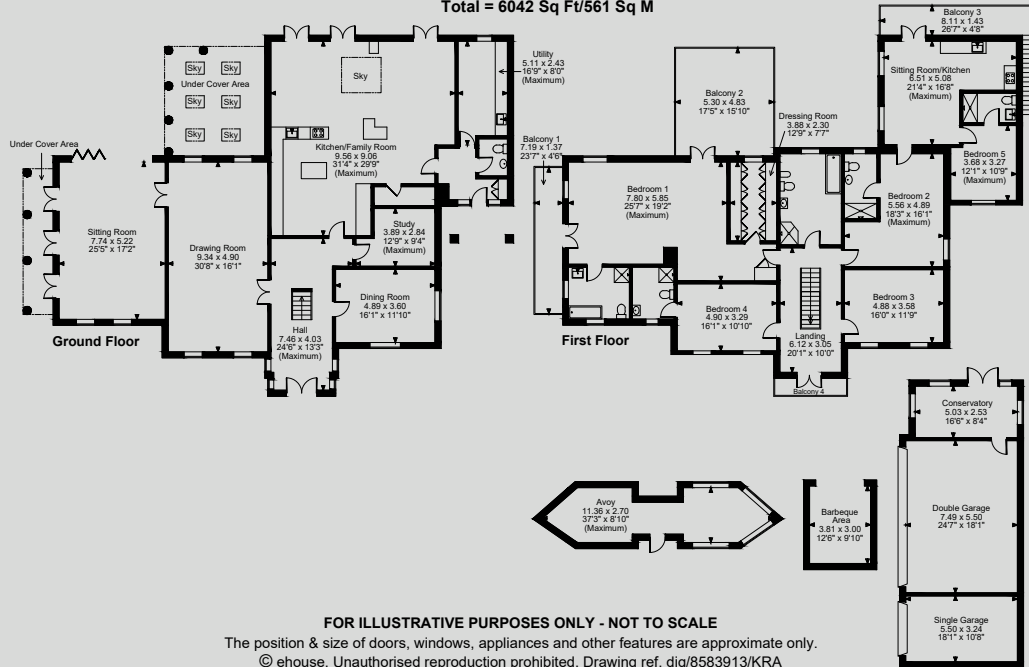 Total = 6042 Sq Ft/561 Sq M
Under Cover Area
Sky
Sky
Sky
Sky
Sky
Sky
Under Cover Area
Sky
Utility
5.11 x 2.43
16'9" x 8'0"
(Maximum)
Kitchen/Family Room
9.56 x 9.06
31'4" x 29'9"
(Maximum)
Sitting Room
7.74 x 5.22
25'5" x 17'2"
Drawing Room
9.34 x 4.90
30'8" x 16'1"
Study
3.89 x 2.84
12'9" x 9'4"
(Maximum)
Dining Room
4.89 x 3.60
16'1" x 11'10"
Hall
7.46 x 4.03
24'6" x 13'3"
(Maximum)
Ground Floor
Balcony 1
7.19 x 1.37
23'7" x 4'6"
Balcony 2
5.30 x 4.83
17'5" x 15'10"
Dressing Room
3.88 x 2.30
12'9" x 7'7"
Balcony 3
8.11 x 1.43
26'7" x 4'8"
Sitting Room/Kitchen
6.51 x 5.08
21'4" x 16'8"
(Maximum)
Bedroom 5
3.68 x 3.27
12'1" x 10'9"
(Maximum)
Bedroom 1
7.80 x 5.85
25'7" x 19'2"
(Maximum)
Bedroom 2
5.56 x 4.89
18'3" x 16'1"
(Maximum)
Bedroom 4
4.90 x 3.29
16'1" x 10'10"
Landing
6.12 x 3.05
20'1" x 10'0"
Bedroom 3
4.88 x 3.58
16'0" x 11'9"
First Floor
Balcony 4
Conservatory
5.03 x 2.53
16'6" x 8'4"
Avoy
11.36 x 2.70
37'3" x 8'10"
(Maximum)
Barbeque
Area
3.81 x 3.00
12'6" x 9'10"
Double Garage
7.49 x 5.50
24'7" x 18'1"
Single Garage
5.50 x 3.24
18'1" x 10'8"
FOR ILLUSTRATIVE PURPOSES ONLY - NOT TO SCALE
The position & size of doors, windows, appliances and other features are approximate only.
© ehouse. Unauthorised reproduction prohibited. Drawing ref. dig/8583913/KRA